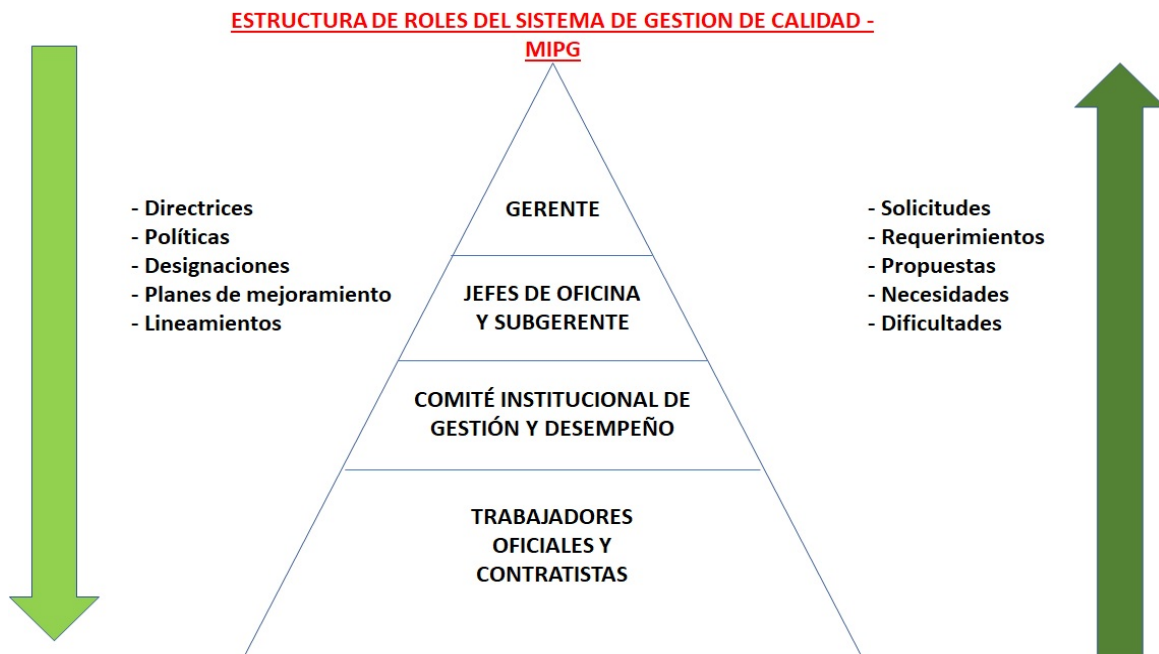 ESTRUCTURA DE ROLES DEL SISTEMA DE GESTION DE CALIDAD -
MIPG
- Directrices
- Políticas
- Designaciones
- Planes de mejoramiento
- Lineamientos
GERENTE
JEFES DE OFICINA
Y SUBGERENTE
COMITÉ INSTITUCIONAL DE
GESTIÓN Y DESEMPEÑO
TRABAJADORES
OFICIALES Y
CONTRATISTAS
- Solicitudes
- Requerimientos
- Propuestas
- Necesidades
- Dificultades